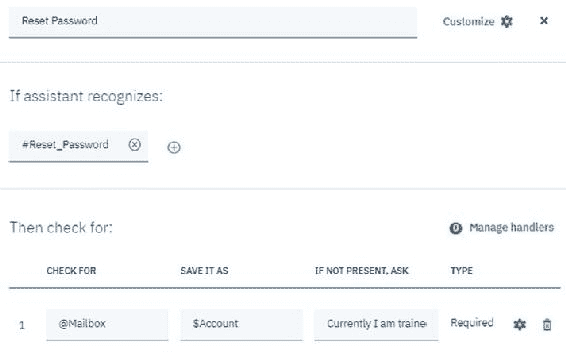 Reset Password
Customize
If assistant recognizes:
#Reset_Password
Then check for:
0 Manage handlers
CHECK FOR SAVE IT AS IF NOT PRESENT, ASK TYPE
1 @Mailbox $Account Currently I am traine Required